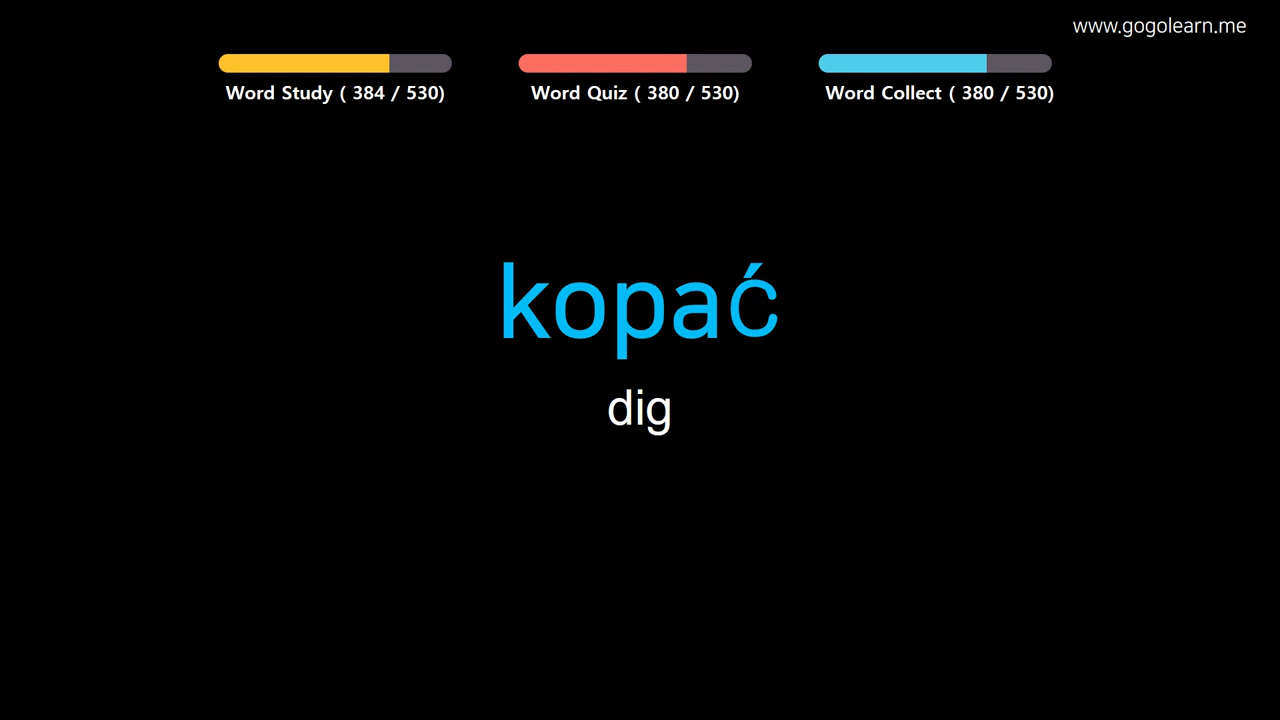 www.gogolearn.me
Word Study ( 384 / 530)
Word Quiz ( 380 / 530)
Word Collect ( 380 / 530)
kopać
dig